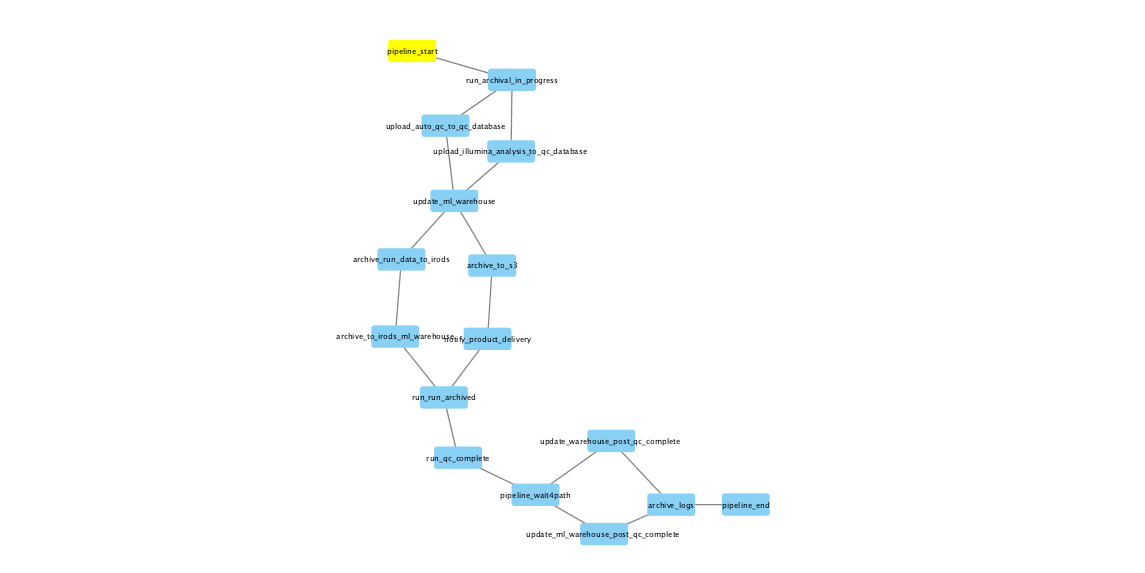 pipeline_start
run_archival_in_progress
upload_auto_qc_to_qc_database
upload_illumina_analysis_to_qc_database
update_ml_warehouse
archive_run_data_to_irods
archive_to_s3
archive_to_irods_ml_warehouse
notify_product_delivery
run_run_archived
update_warehouse_post_qc_complete
run_qc_complete
pipeline_wait4path
archive_logs
pipeline_end
update_ml_warehouse_post_qc_complete